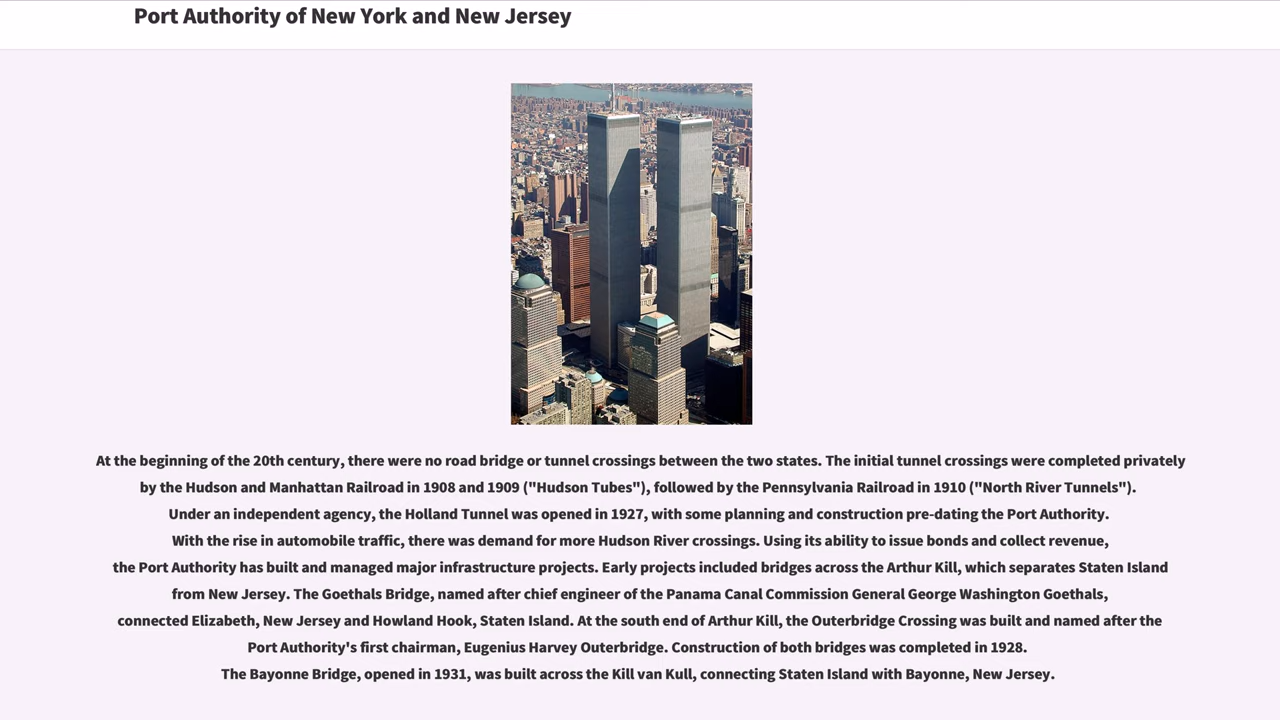 Port Authority of New York and New Jersey
At the beginning of the 20th century, there were no road bridge or tunnel crossings between the two states. The initial tunnel crossings were completed privately
by the Hudson and Manhattan Railroad in 1908 and 1909 ("Hudson Tubes"), followed by the Pennsylvania Railroad in 1910 ("North River Tunnels").
Under an independent agency, the Holland Tunnel was opened in 1927, with some planning and construction pre-dating the Port Authority.
With the rise in automobile traffic, there was demand for more Hudson River crossings. Using its ability to issue bonds and collect revenue,
the Port Authority has built and managed major infrastructure projects. Early projects included bridges across the Arthur Kill, which separates Staten Island
from New Jersey. The Goethals Bridge, named after chief engineer of the Panama Canal Commission General George Washington Goethals,
connected Elizabeth, New Jersey and Howland Hook, Staten Island. At the south end of Arthur Kill, the Outerbridge Crossing was built and named after the
Port Authority's first chairman, Eugenius Harvey Outerbridge. Construction of both bridges was completed in 1928.
The Bayonne Bridge, opened in 1931, was built across the Kill van Kull, connecting Staten Island with Bayonne, New Jersey.